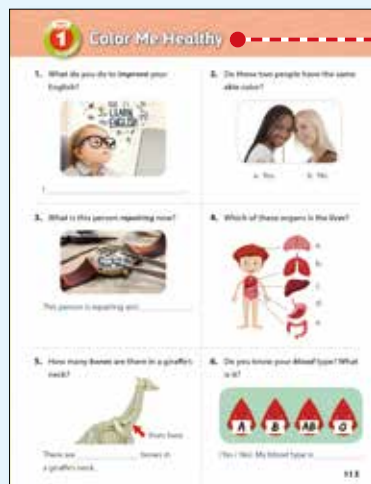 1
Color Me Healthy
1. What do you do to improve your
English?
LEARN
ENGLISH
I
2. Do these two people have the same
skin color?
a. Yes
b. No
3. What is this person repairing now?
This person is repairing a(n)
4. Which of these organs is the liver?
a.
b.
c.
d.
e.
5. How many bones are there in a giraffe's
neck?
from here
There are bones in
a giraffe's neck.
6. Do you know your blood type? What
is it?
A B AB O
(Yes / No). My blood type is
113